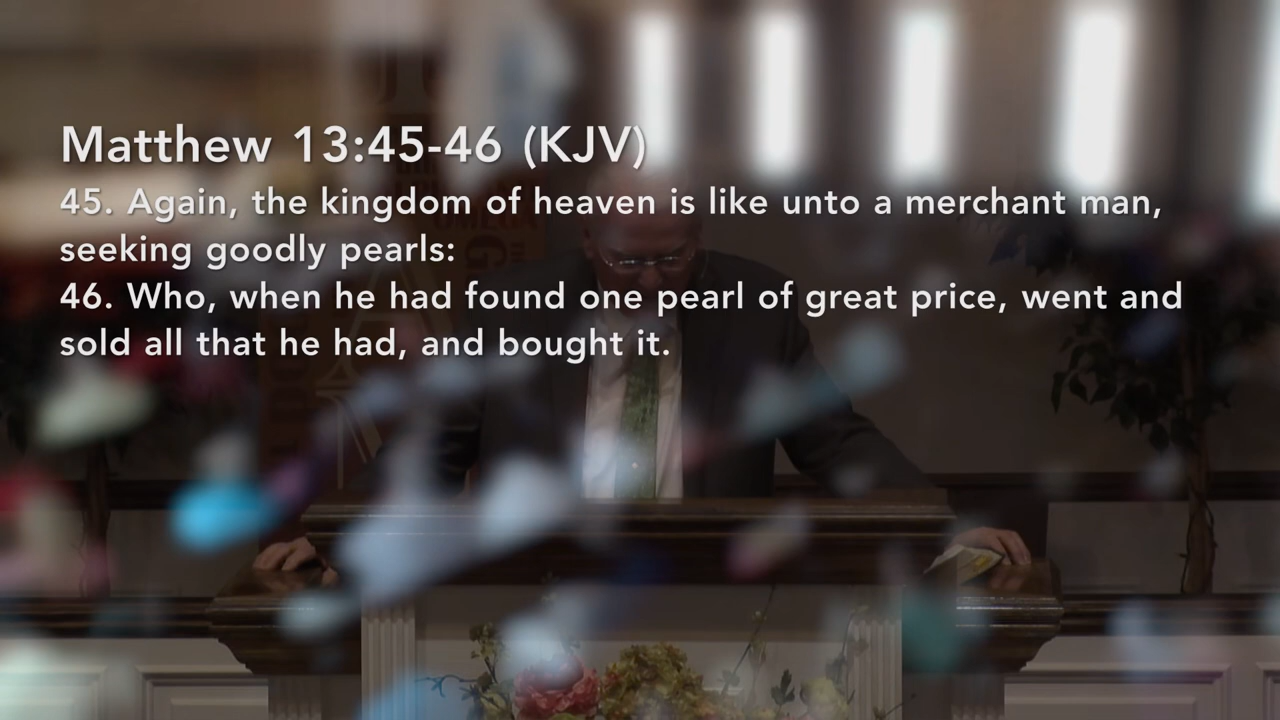 Matthew 13:45-46 (KJV)
45. Again, the kingdom of heaven is like unto a merchant man,
seeking goodly pearls:
46. Who, when he had found one pearl of great price, went and
sold all that he had, and bought it.